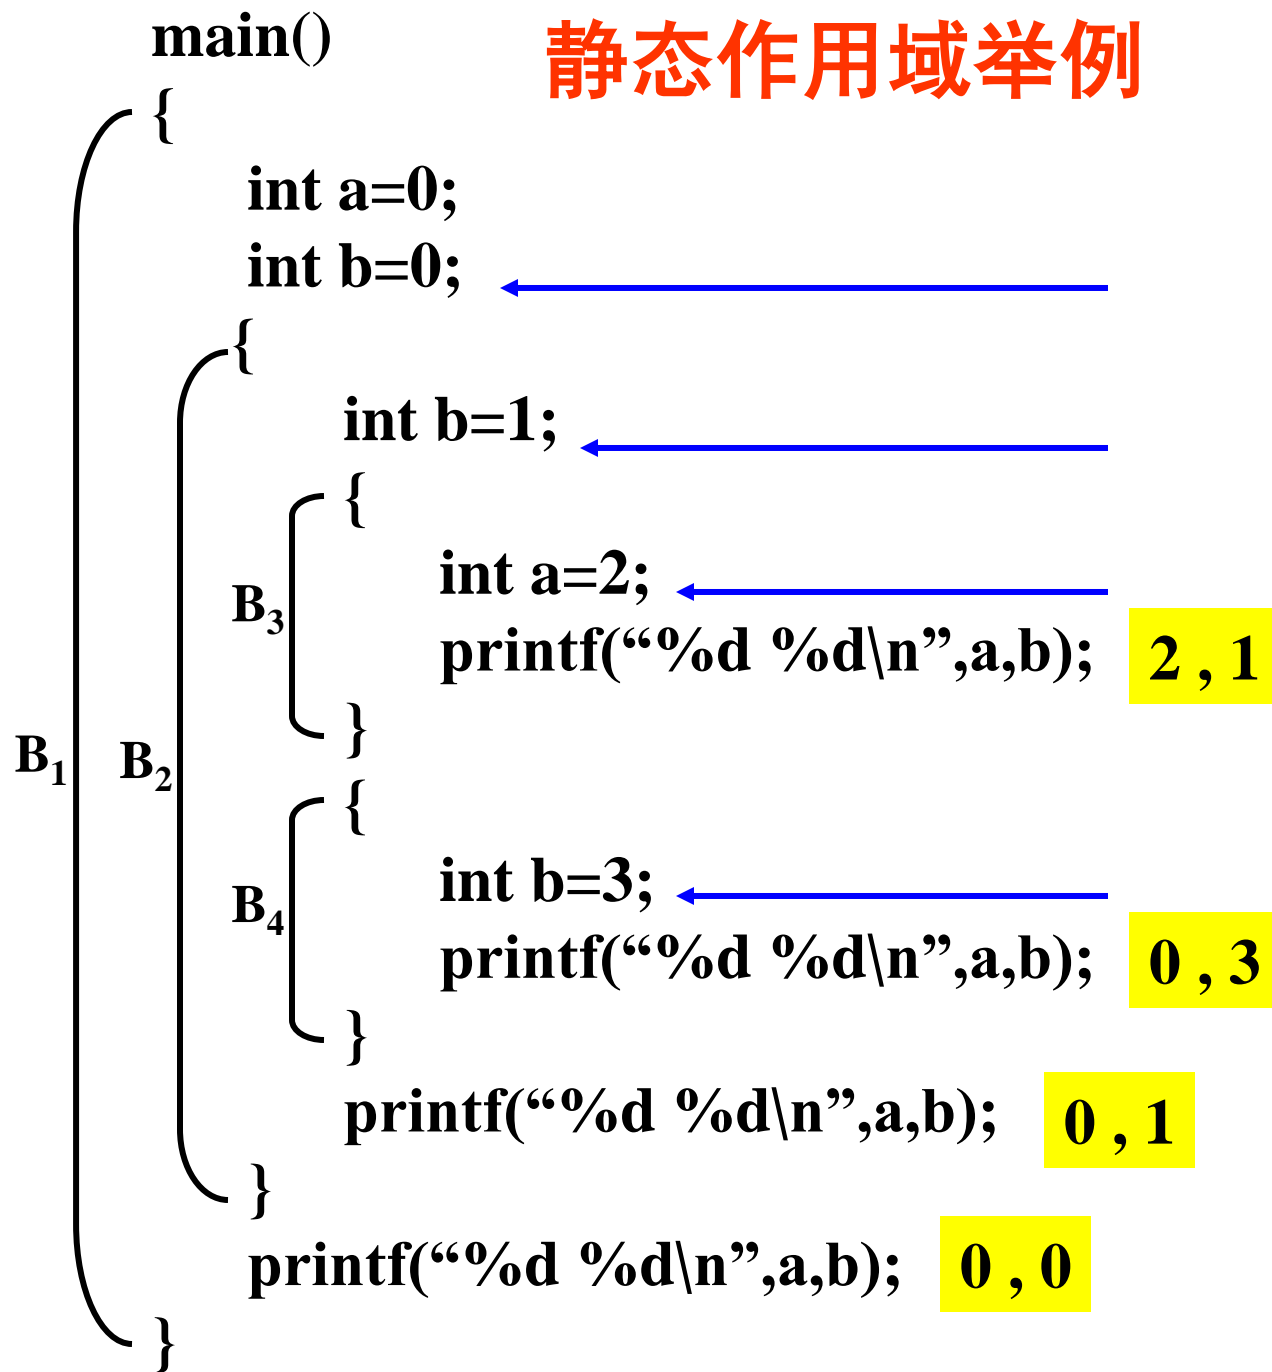 main()
静态作用域举例
{
int a=0;
int b=0;
{
int b=1;
{
int a=2;
B3
printf(“%d %d\n”,a,b);
2 , 1
}
B1
B2
{
int b=3;
B4
printf(“%d %d\n”,a,b);
0 , 3
}
printf(“%d %d\n”,a,b);
0 , 1
}
printf(“%d %d\n”,a,b);
0 , 0
}